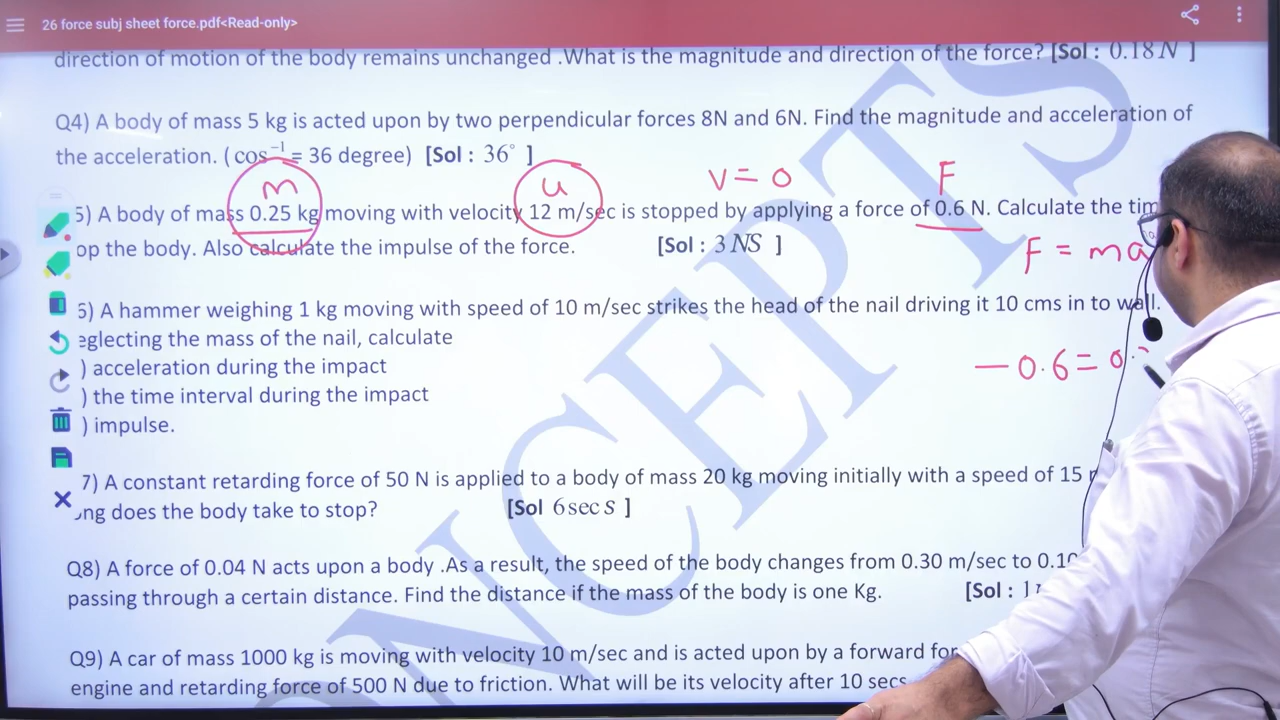 26 force subj sheet force.pdf<Read-only>
direction of motion of the body remains unchanged .What is the magnitude and direction of the force? [Sol : 0.18 N ]
Q4) A body of mass 5 kg is acted upon by two perpendicular forces 8N and 6N. Find the magnitude and acceleration of
the acceleration. ( cos⁻¹ = 36 degree) [Sol : 36° ]
m u v = 0 F
5) A body of mass 0.25 kg moving with velocity 12 m/sec is stopped by applying a force of 0.6 N. Calculate the tim
op the body. Also calculate the impulse of the force. [Sol : 3 NS ]
F = ma
6) A hammer weighing 1 kg moving with speed of 10 m/sec strikes the head of the nail driving it 10 cms in to wall.
eglecting the mass of the nail, calculate
) acceleration during the impact
- 0.6 = 0.
) the time interval during the impact
) impulse.
7) A constant retarding force of 50 N is applied to a body of mass 20 kg moving initially with a speed of 15
ng does the body take to stop? [Sol 6 sec s ]
Q8) A force of 0.04 N acts upon a body .As a result, the speed of the body changes from 0.30 m/sec to 0.10
passing through a certain distance. Find the distance if the mass of the body is one Kg. [Sol : 1
Q9) A car of mass 1000 kg is moving with velocity 10 m/sec and is acted upon by a forward for
engine and retarding force of 500 N due to friction. What will be its velocity after 10 secs
NCEPTS